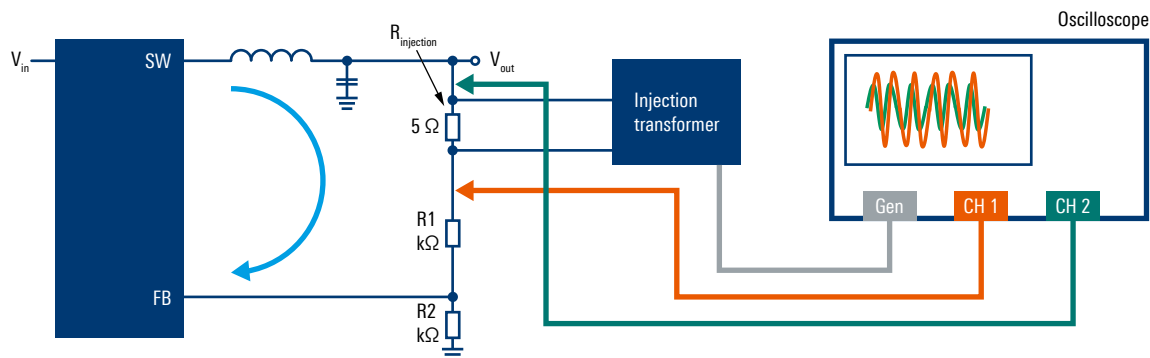 Oscilloscope
R injection
V in
SW
V out
5 Ω
Injection
transformer
Gen
CH 1
CH 2
R1
kΩ
FB
R2
kΩ